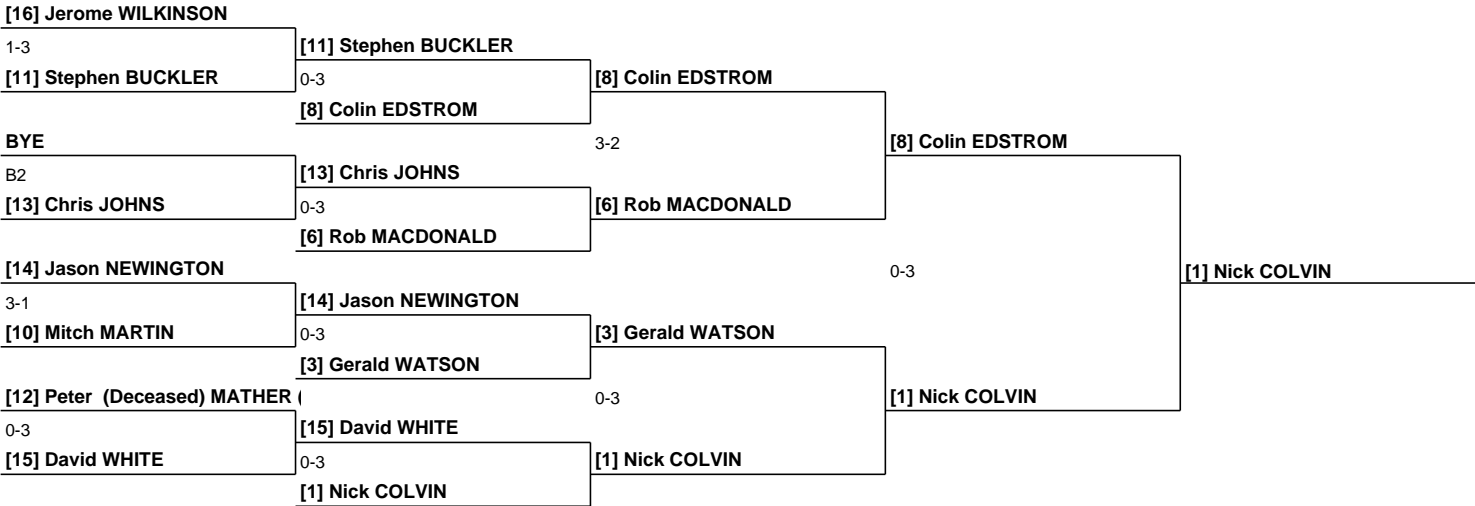 [16] Jerome WILKINSON
1-3
[11] Stephen BUCKLER
[11] Stephen BUCKLER
0-3
[8] Colin EDSTROM
[8] Colin EDSTROM
BYE
3-2
[8] Colin EDSTROM
B2
[13] Chris JOHNS
[13] Chris JOHNS
0-3
[6] Rob MACDONALD
[6] Rob MACDONALD
[14] Jason NEWINGTON
0-3
[1] Nick COLVIN
3-1
[14] Jason NEWINGTON
[10] Mitch MARTIN
0-3
[3] Gerald WATSON
[3] Gerald WATSON
[12] Peter  (Deceased) MATHER (
0-3
[1] Nick COLVIN
0-3
[15] David WHITE
[15] David WHITE
0-3
[1] Nick COLVIN
[1] Nick COLVIN